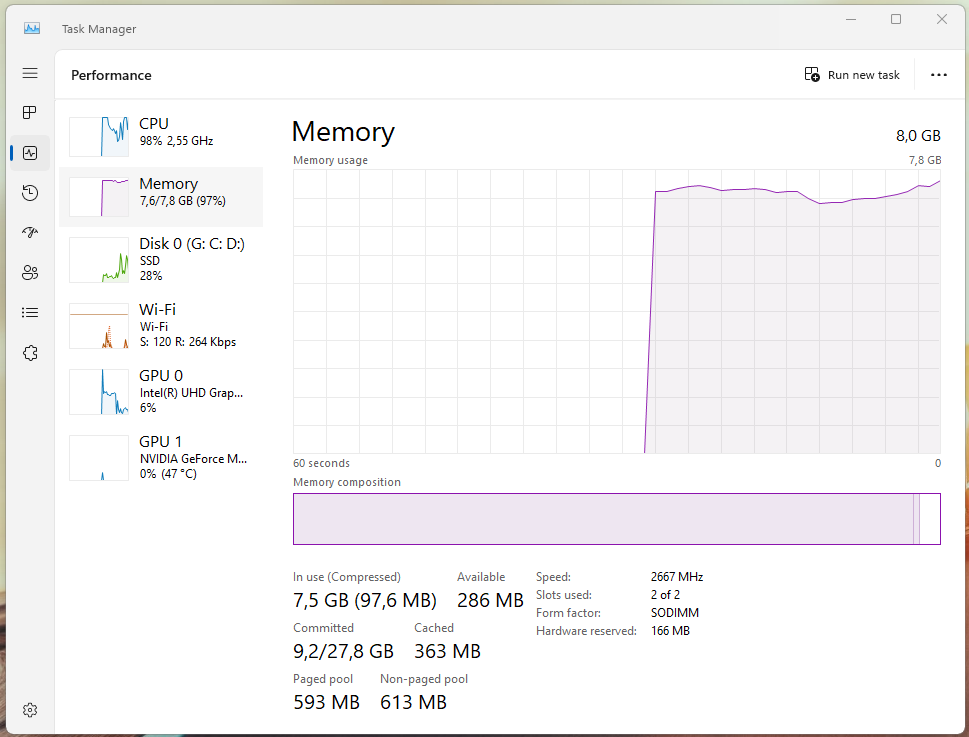 Task Manager
Performance
Run new task
CPU
98% 2,55 GHz
Memory
7,6/7,8 GB (97%)
Disk 0 (G: C: D:)
SSD
28%
Wi-Fi
Wi-Fi
S: 120 R: 264 Kbps
GPU 0
Intel(R) UHD Grap...
6%
GPU 1
NVIDIA GeForce M...
0% (47 °C)
Memory
8,0 GB
Memory usage
7,8 GB
60 seconds
0
Memory composition
In use (Compressed)
7,5 GB (97,6 MB)
Available
286 MB
Committed
9,2/27,8 GB
Cached
363 MB
Paged pool
593 MB
Non-paged pool
613 MB
Speed: 2667 MHz
Slots used: 2 of 2
Form factor: SODIMM
Hardware reserved: 166 MB